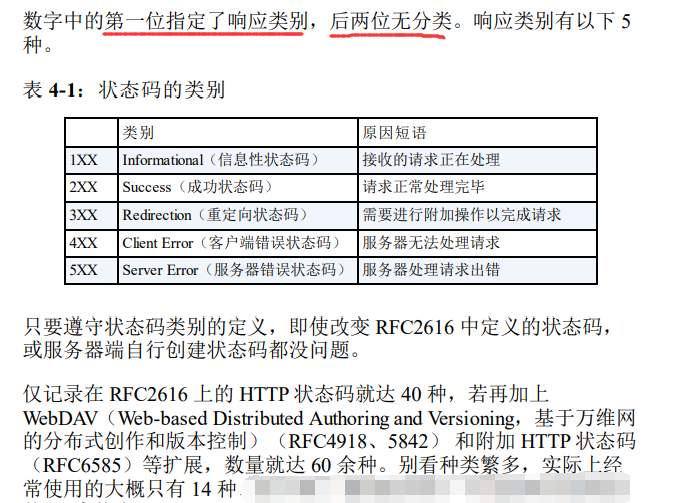 数字中的第一位指定了响应类别，后两位无分类。响应类别有以下 5
种。
表 4-1：状态码的类别
类别 原因短语
1XX Informational（信息性状态码） 接收的请求正在处理
2XX Success（成功状态码） 请求正常处理完毕
3XX Redirection（重定向状态码） 需要进行附加操作以完成请求
4XX Client Error（客户端错误状态码） 服务器无法处理请求
5XX Server Error（服务器错误状态码） 服务器处理请求出错
只要遵守状态码类别的定义，即使改变 RFC2616 中定义的状态码，
或服务器端自行创建状态码都没问题。
仅记录在 RFC2616 上的 HTTP 状态码就达 40 种，若再加上
WebDAV（Web-based Distributed Authoring and Versioning，基于万维网
的分布式创作和版本控制）（RFC4918、5842） 和附加 HTTP 状态码
（RFC6585）等扩展，数量就达 60 余种。别看种类繁多，实际上经
常使用的大概只有 14 种